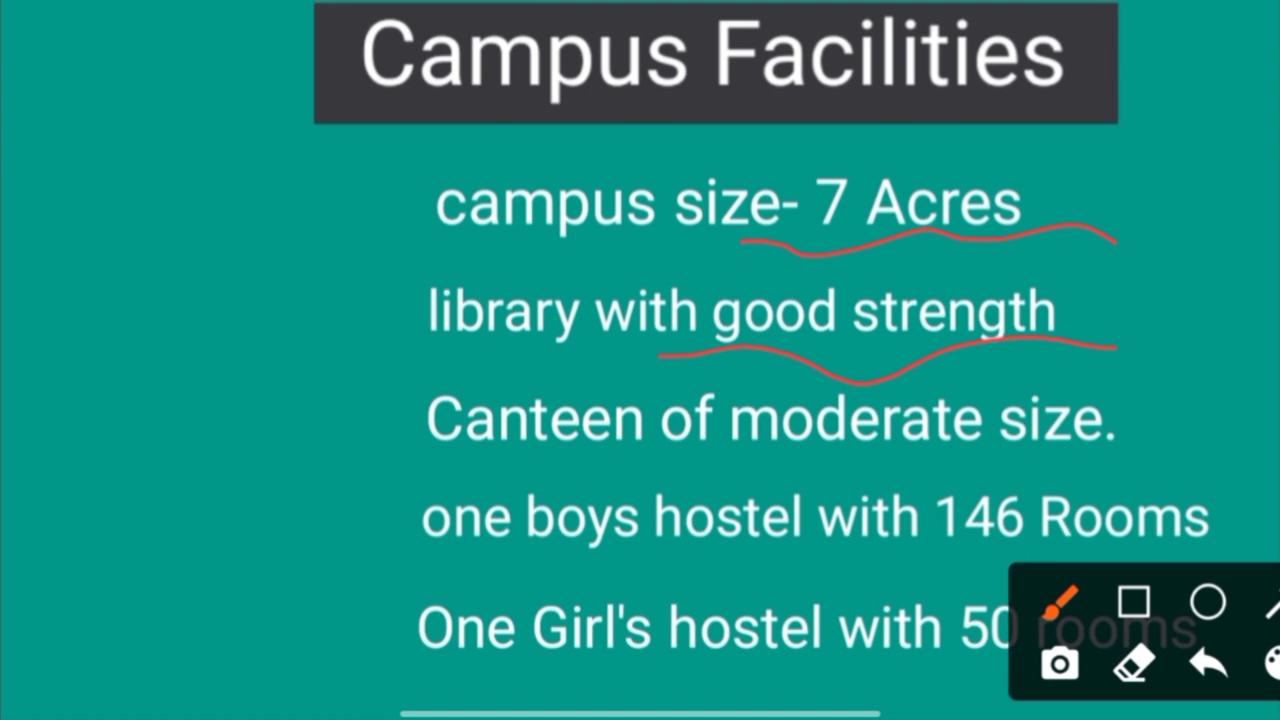 Campus Facilities
campus size- 7 Acres
library with good strength
Canteen of moderate size.
one boys hostel with 146 Rooms
One Girl's hostel with 50 rooms